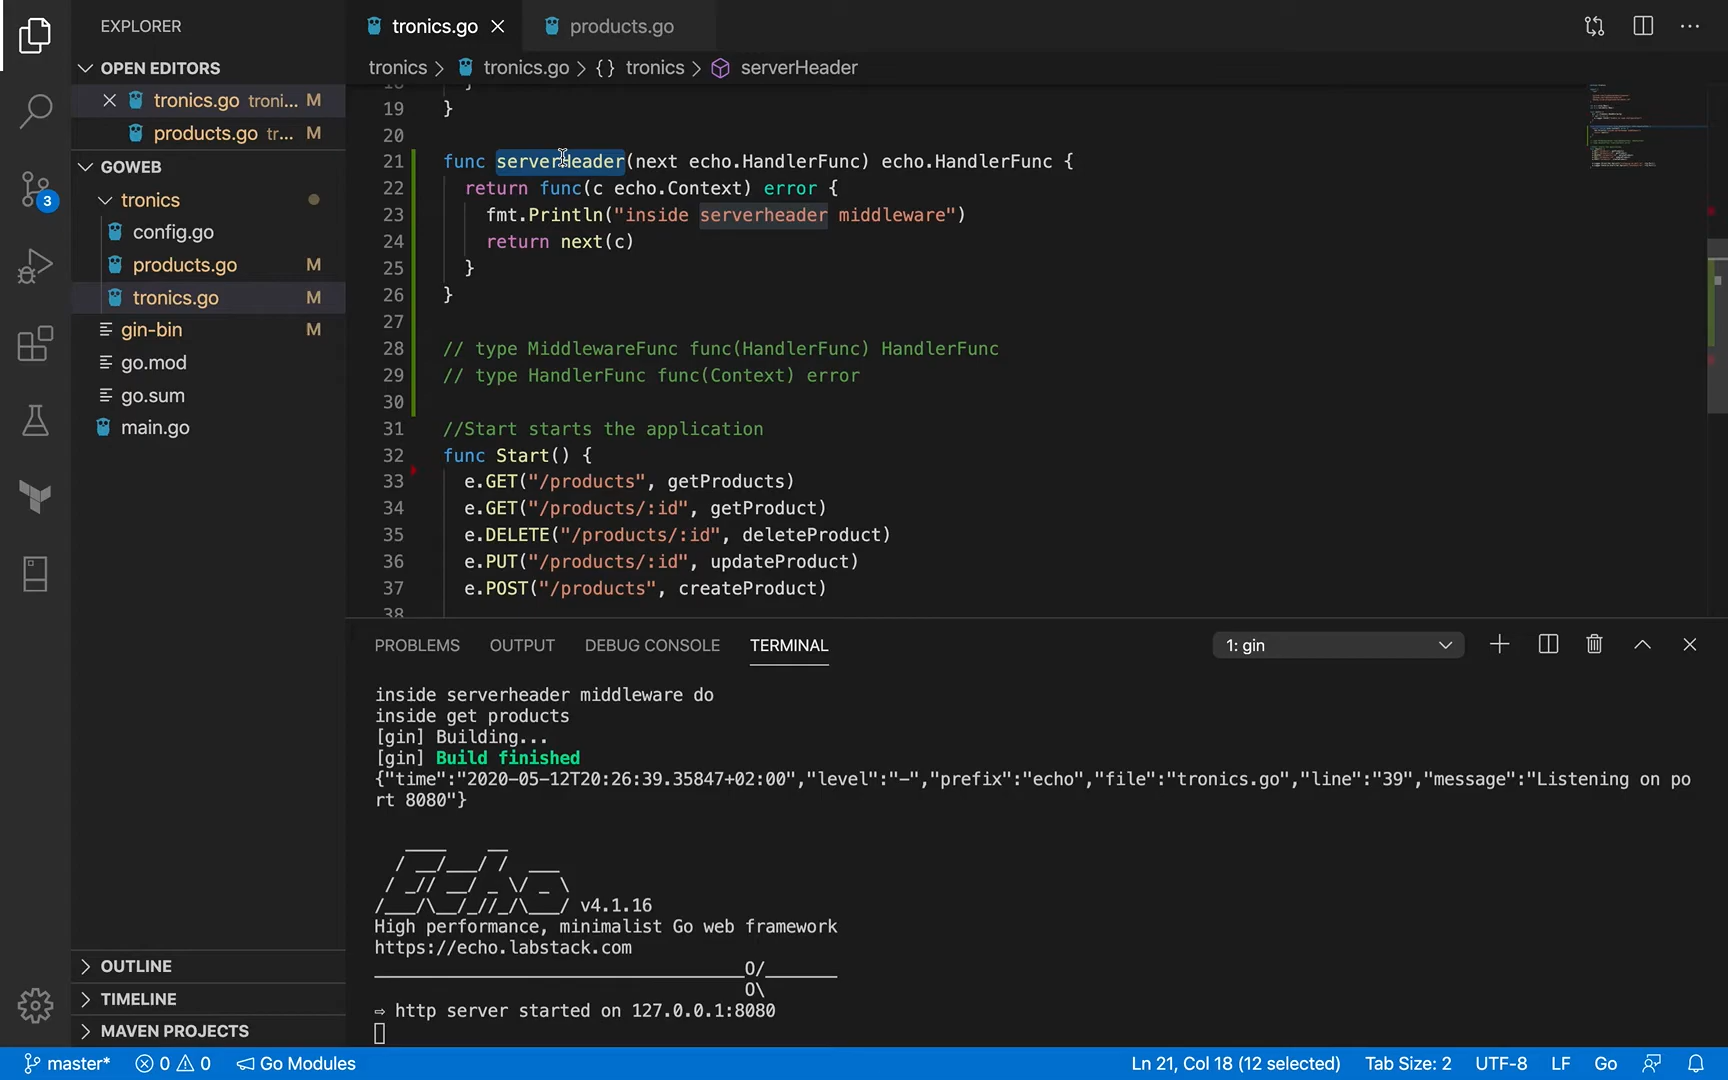 EXPLORER
tronics.go
products.go
OPEN EDITORS
tronics > tronics.go > {} tronics > serverHeader
tronics.go troni... M
products.go tr... M
GOWEB
tronics
config.go
products.go M
tronics.go M
gin-bin M
go.mod
go.sum
main.go
3
OUTLINE
TIMELINE
MAVEN PROJECTS
19 }
20
21 func serverHeader(next echo.HandlerFunc) echo.HandlerFunc {
22 return func(c echo.Context) error {
23 fmt.Println("inside serverheader middleware")
24 return next(c)
25 }
26 }
27
28 // type MiddlewareFunc func(HandlerFunc) HandlerFunc
29 // type HandlerFunc func(Context) error
30
31 //Start starts the application
32 func Start() {
33 e.GET("/products", getProducts)
34 e.GET("/products/:id", getProduct)
35 e.DELETE("/products/:id", deleteProduct)
36 e.PUT("/products/:id", updateProduct)
37 e.POST("/products", createProduct)
38
PROBLEMS OUTPUT DEBUG CONSOLE TERMINAL 1: gin
inside serverheader middleware do
inside get products
[gin] Building...
[gin] Build finished
{"time":"2020-05-12T20:26:39.35847+02:00","level":"-","prefix":"echo","file":"tronics.go","line":"39","message":"Listening on po
rt 8080"}
Echo
v4.1.16
High performance, minimalist Go web framework
https://echo.labstack.com
____________________________________O/_______
O\
⇨ http server started on 127.0.0.1:8080
master* 0 0 Go Modules Ln 21, Col 18 (12 selected) Tab Size: 2 UTF-8 LF Go